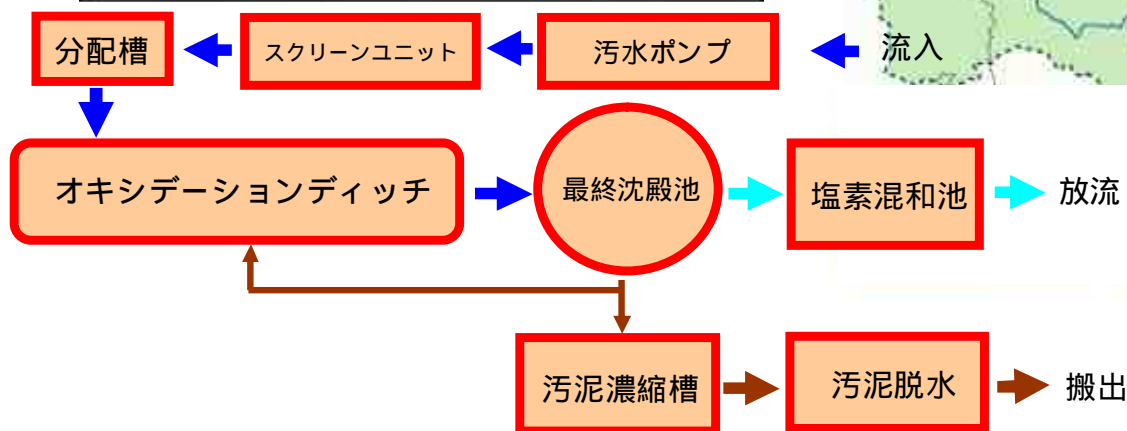 分配槽
スクリーンユニット
汚水ポンプ
流入
オキシデーションディッチ
最終沈殿池
塩素混和池
放流
汚泥濃縮槽
汚泥脱水
搬出